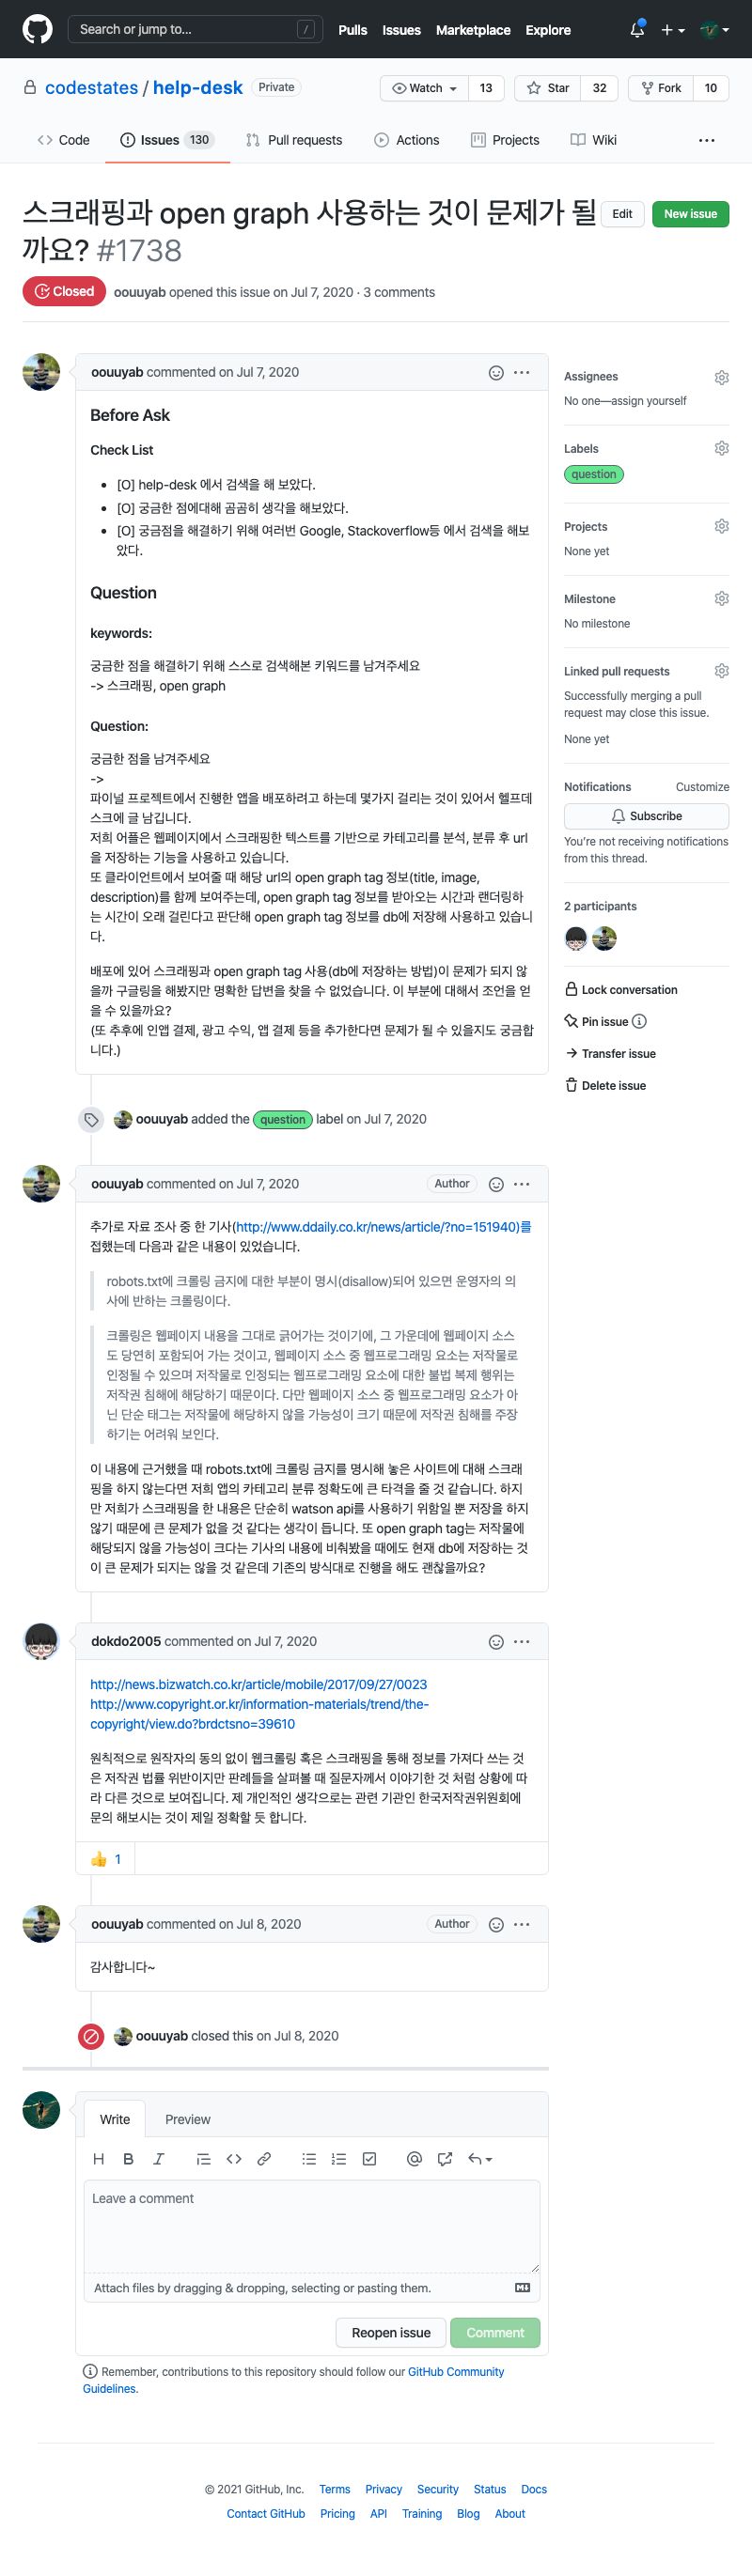 Search or jump to... /
Pulls Issues Marketplace Explore
codestates / help-desk Private
Watch 13 Star 32 Fork 10
Code Issues 130 Pull requests Actions Projects Wiki ...
스크래핑과 open graph 사용하는 것이 문제가 될
까요? #1738
Edit New issue
Closed oouuyab opened this issue on Jul 7, 2020 · 3 comments
oouuyab commented on Jul 7, 2020
Before Ask
Check List
• [O] help-desk 에서 검색을 해 보았다.
• [O] 궁금한 점에대해 곰곰히 생각을 해보았다.
• [O] 궁금점을 해결하기 위해 여러번 Google, Stackoverflow등 에서 검색을 해보
았다.
Question
keywords:
궁금한 점을 해결하기 위해 스스로 검색해본 키워드를 남겨주세요
-> 스크래핑, open graph
Question:
궁금한 점을 남겨주세요
->
파이널 프로젝트에서 진행한 앱을 배포하려고 하는데 몇가지 걸리는 것이 있어서 헬프데
스크에 글 남깁니다.
저희 어플은 웹페이지에서 스크래핑한 텍스트를 기반으로 카테고리를 분석, 분류 후 url
을 저장하는 기능을 사용하고 있습니다.
또 클라이언트에서 보여줄 때 해당 url의 open graph tag 정보(title, image,
description)를 함께 보여주는데, open graph tag 정보를 받아오는 시간과 랜더링하
는 시간이 오래 걸린다고 판단해 open graph tag 정보를 db에 저장해 사용하고 있습니
다.
배포에 있어 스크래핑과 open graph tag 사용(db에 저장하는 방법)이 문제가 되지 않
을까 구글링을 해봤지만 명확한 답변을 찾을 수 없었습니다. 이 부분에 대해서 조언을 얻
을 수 있을까요?
(또 추후에 인앱 결제, 광고 수익, 앱 결제 등을 추가한다면 문제가 될 수 있을지도 궁금합
니다.)
Assignees
No one—assign yourself
Labels
question
Projects
None yet
Milestone
No milestone
Linked pull requests
Successfully merging a pull
request may close this issue.
None yet
Notifications Customize
Subscribe
You're not receiving notifications
from this thread.
2 participants
Lock conversation
Pin issue
Transfer issue
Delete issue
oouuyab added the question label on Jul 7, 2020
oouuyab commented on Jul 7, 2020 Author
추가로 자료 조사 중 한 기사(http://www.ddaily.co.kr/news/article/?no=151940)를
접했는데 다음과 같은 내용이 있었습니다.
robots.txt에 크롤링 금지에 대한 부분이 명시(disallow)되어 있으면 운영자의 의
사에 반하는 크롤링이다.
크롤링은 웹페이지 내용을 그대로 긁어가는 것이기에, 그 가운데에 웹페이지 소스
도 당연히 포함되어 가는 것이고, 웹페이지 소스 중 웹프로그래밍 요소는 저작물로
인정될 수 있으며 저작물로 인정되는 웹프로그래밍 요소에 대한 불법 복제 행위는
저작권 침해에 해당하기 때문이다. 다만 웹페이지 소스 중 웹프로그래밍 요소가 아
닌 단순 태그는 저작물에 해당하지 않을 가능성이 크기 때문에 저작권 침해를 주장
하기는 어려워 보인다.
이 내용에 근거했을 때 robots.txt에 크롤링 금지를 명시해 놓은 사이트에 대해 스크래
핑을 하지 않는다면 저희 앱의 카테고리 분류 정확도에 큰 타격을 줄 것 같습니다. 하지
만 저희가 스크래핑을 한 내용은 단순히 watson api를 사용하기 위함일 뿐 저장을 하지
않기 때문에 큰 문제가 없을 것 같다는 생각이 듭니다. 또 open graph tag는 저작물에
해당되지 않을 가능성이 크다는 기사의 내용에 비춰봤을 때에도 현재 db에 저장하는 것
이 큰 문제가 되지는 않을 것 같은데 기존의 방식대로 진행을 해도 괜찮을까요?
dokdo2005 commented on Jul 7, 2020
http://news.bizwatch.co.kr/article/mobile/2017/09/27/0023
http://www.copyright.or.kr/information-materials/trend/the-
copyright/view.do?brdctsno=39610
원칙적으로 원작자의 동의 없이 웹크롤링 혹은 스크래핑을 통해 정보를 가져다 쓰는 것
은 저작권 법률 위반이지만 판례들을 살펴볼 때 질문자께서 이야기한 것 처럼 상황에 따
라 다른 것으로 보여집니다. 제 개인적인 생각으로는 관련 기관인 한국저작권위원회에
문의 해보시는 것이 제일 정확할 듯 합니다.
👍 1
oouuyab commented on Jul 8, 2020 Author
감사합니다~
oouuyab closed this on Jul 8, 2020
Write Preview
H B I
Leave a comment
Attach files by dragging & dropping, selecting or pasting them.
Reopen issue Comment
Remember, contributions to this repository should follow our GitHub Community
Guidelines.
© 2021 GitHub, Inc. Terms Privacy Security Status Docs
Contact GitHub Pricing API Training Blog About